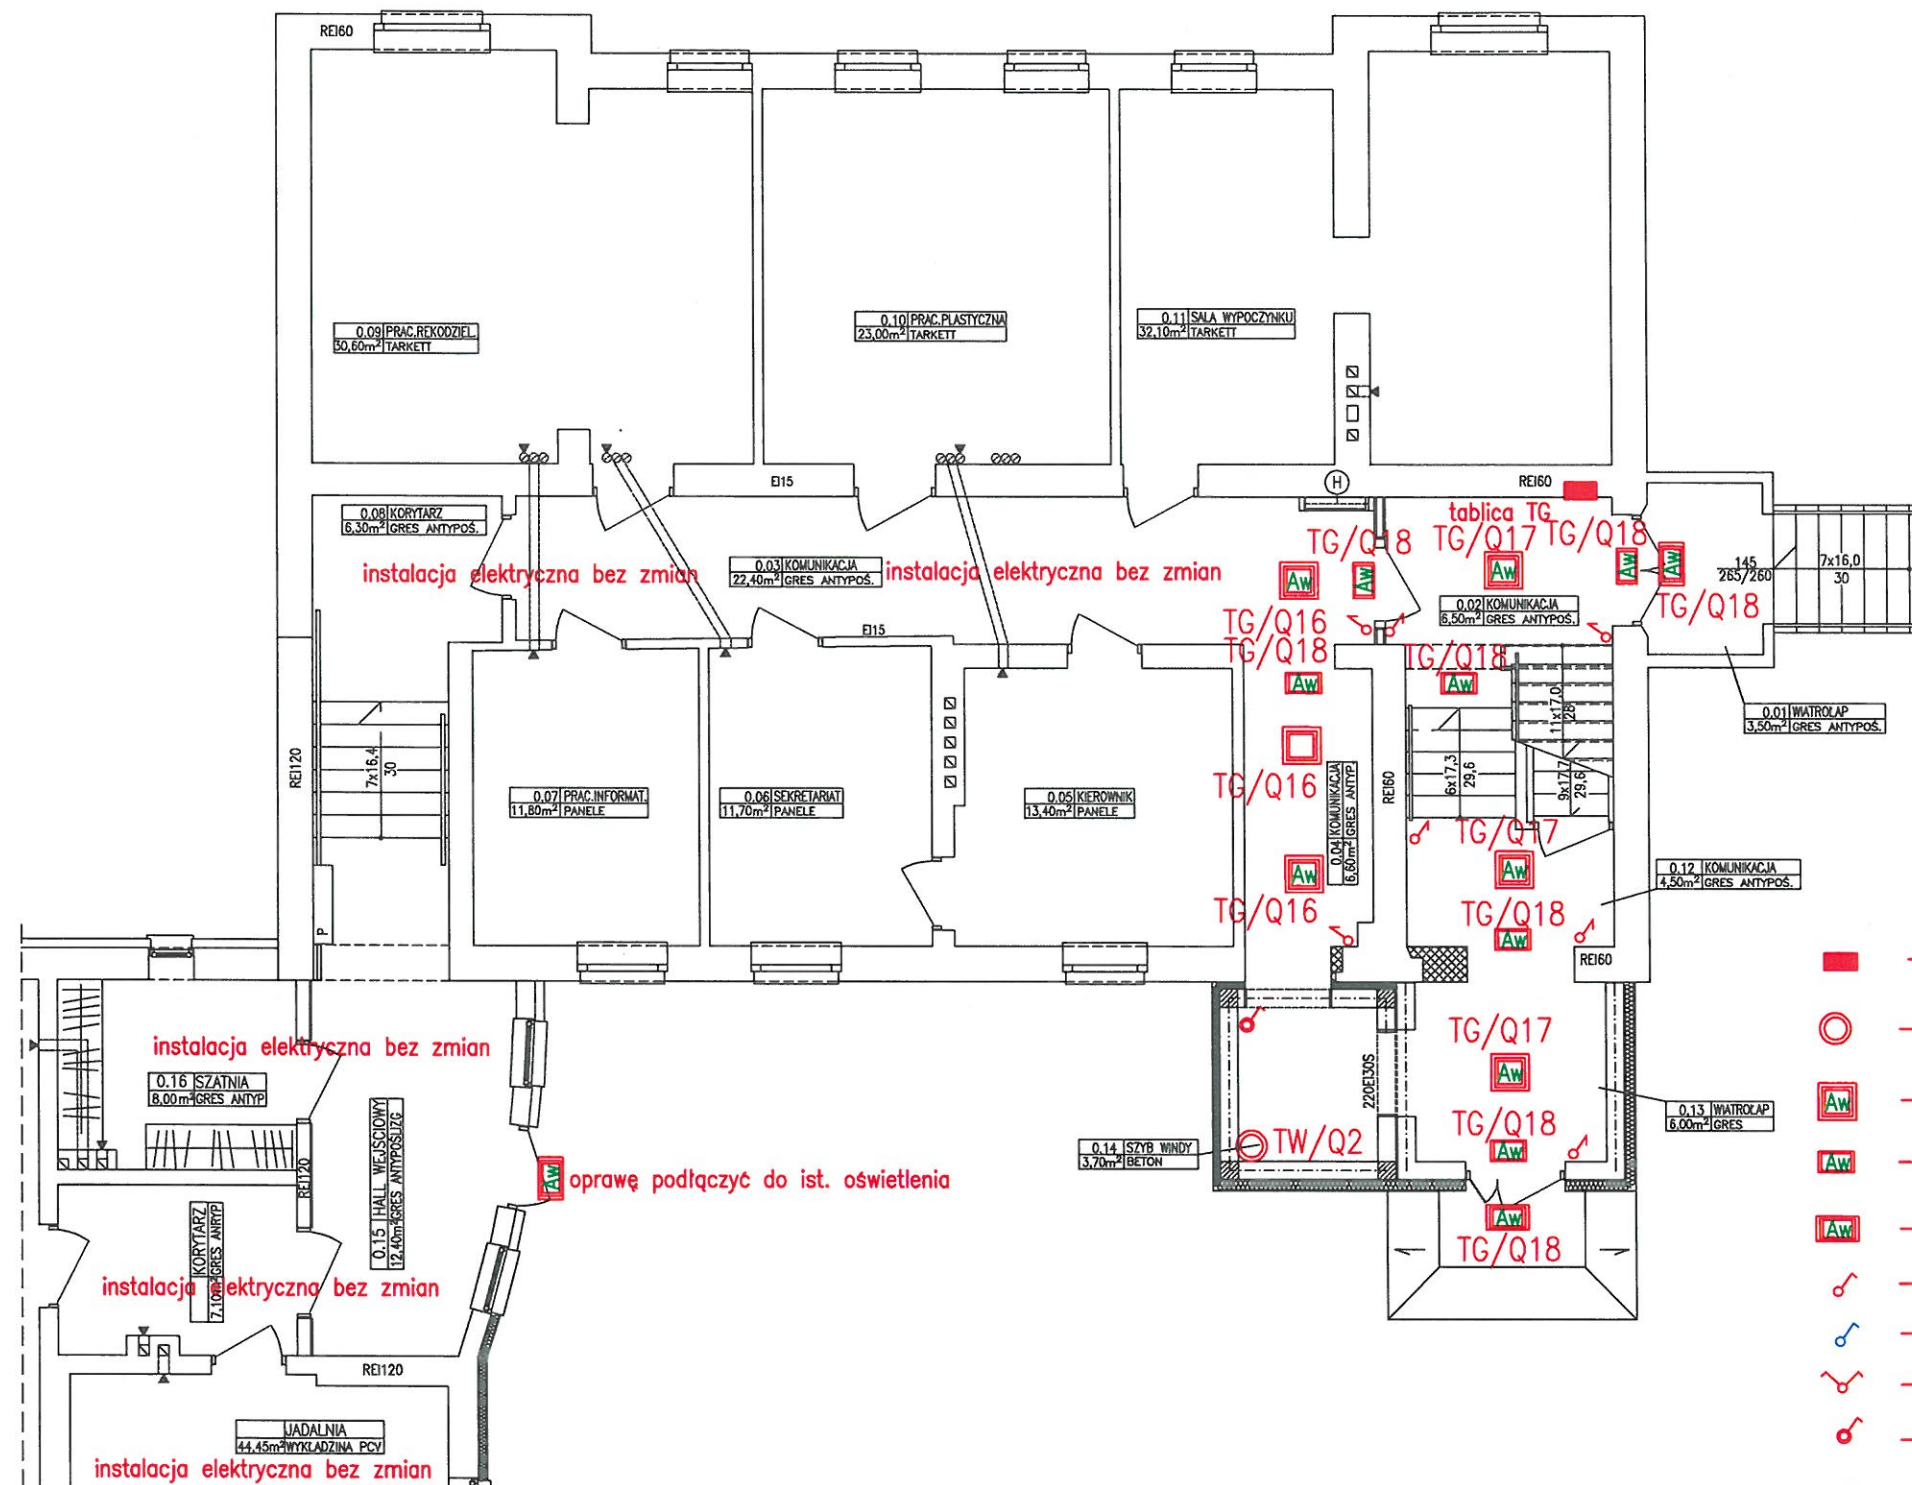 REI60
0.09 PRAC.REKODZIEL.
30,60m² TARKETT
0.10 PRAC.PLASTYCZNA
23,00m² TARKETT
0.11 SALA WYPOCZYNKU
32,10m² TARKETT
EI15
H
REI60
tablica TG
0.08 KORYTARZ
6,30m² GRES ANTYPOŚ.
instalacja elektryczna bez zmian
0.03 KOMUNIKACJA
22,40m² GRES ANTYPOŚ.
instalacja elektryczna bez zmian
TG/Q18
TG/Q17
TG/Q18
Aw
Aw
Aw
Aw
Aw
145
265/260
7x16,0
30
TG/Q16
0.02 KOMUNIKACJA
6,50m² GRES ANTYPOŚ.
TG/Q18
EI15
TG/Q18
TG/Q18
Aw
Aw
11x17,0
28
0.01 WIATROŁAP
3,50m² GRES ANTYPOŚ.
REI120
7x16,4
30
0.07 PRAC.INFORMAT.
11,80m² PANELE
0.06 SEKRETARIAT
11,70m² PANELE
0.05 KIEROWNIK
13,40m² PANELE
TG/Q16
0.04 KOMUNIKACJA
6,60m² GRES ANTYP.
REI60
6x17,3
29,6
9x17,7
29,6
TG/Q17
Aw
Aw
0.12 KOMUNIKACJA
4,50m² GRES ANTYPOŚ.
TG/Q16
TG/Q18
Aw
P
REI60
instalacja elektryczna bez zmian
0.16 SZATNIA
8,00m² GRES ANTYP
0.15 HALL WEJSCIOWY
12,40m² GRES ANTYPOSLIZG
REI120
220EI30S
TG/Q17
Aw
Aw
0.13 WIATROŁAP
6,00m² GRES
TG/Q18
0.14 SZYB WINDY
3,70m² BETON
TW/Q2
Aw
Aw
Aw oprawę podłączyć do ist. oświetlenia
KORYTARZ
7,10m² GRES ANRYP
Aw
Aw
TG/Q18
instalacja elektryczna bez zmian
REI120
JADALNIA
44,45m² WYKŁADZINA PCV
instalacja elektryczna bez zmian